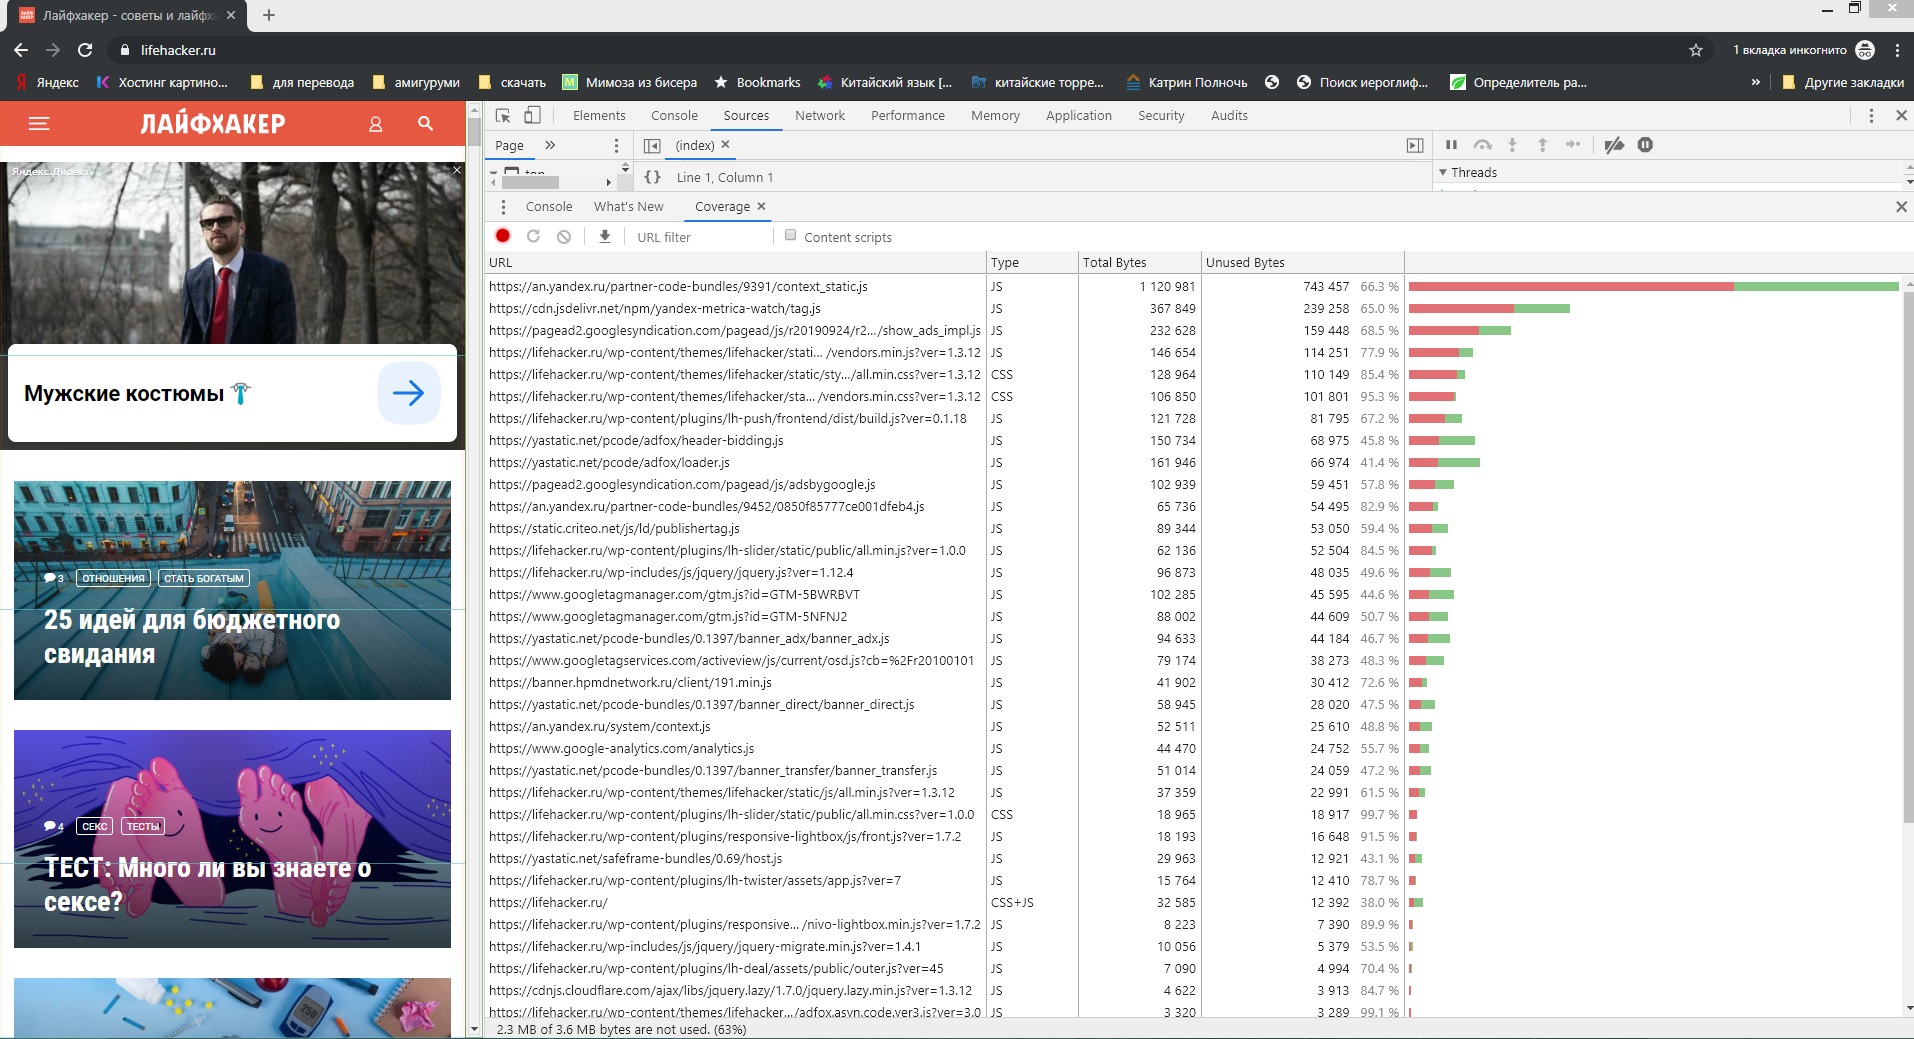 Лайфхакер - советы и лайфха
lifehacker.ru
1 вкладка инкогнито
Яндекс
Хостинг картино...
для перевода
амигуруми
скачать
Мимоза из бисера
Bookmarks
Китайский язык [...
китайские торре...
Катрин Полночь
Поиск иероглиф...
Определитель ра...
»
Другие закладки
ЛАЙФХАКЕР
Яндекс.Директ
Мужские костюмы
3 ОТНОШЕНИЯ СТАТЬ БОГАТЫМ
25 идей для бюджетного
свидания
4 СЕКС ТЕСТЫ
ТЕСТ: Много ли вы знаете о
сексе?
Elements Console Sources Network Performance Memory Application Security Audits
Page » (index)
top
{} Line 1, Column 1
Threads
Console What's New Coverage
URL filter Content scripts
URL Type Total Bytes Unused Bytes
https://an.yandex.ru/partner-code-bundles/9391/context_static.js JS 1 120 981 743 457 66.3 %
https://cdn.jsdelivr.net/npm/yandex-metrica-watch/tag.js JS 367 849 239 258 65.0 %
https://pagead2.googlesyndication.com/pagead/js/r20190924/r2.../show_ads_impl.js JS 232 628 159 448 68.5 %
https://lifehacker.ru/wp-content/themes/lifehacker/stati... /vendors.min.js?ver=1.3.12 JS 146 654 114 251 77.9 %
https://lifehacker.ru/wp-content/themes/lifehacker/static/sty.../all.min.css?ver=1.3.12 CSS 128 964 110 149 85.4 %
https://lifehacker.ru/wp-content/themes/lifehacker/sta... /vendors.min.css?ver=1.3.12 CSS 106 850 101 801 95.3 %
https://lifehacker.ru/wp-content/plugins/lh-push/frontend/dist/build.js?ver=0.1.18 JS 121 728 81 795 67.2 %
https://yastatic.net/pcode/adfox/header-bidding.js JS 150 734 68 975 45.8 %
https://yastatic.net/pcode/adfox/loader.js JS 161 946 66 974 41.4 %
https://pagead2.googlesyndication.com/pagead/js/adsbygoogle.js JS 102 939 59 451 57.8 %
https://an.yandex.ru/partner-code-bundles/9452/0850f85777ce001dfeb4.js JS 65 736 54 495 82.9 %
https://static.criteo.net/js/ld/publishertag.js JS 89 344 53 050 59.4 %
https://lifehacker.ru/wp-content/plugins/lh-slider/static/public/all.min.js?ver=1.0.0 JS 62 136 52 504 84.5 %
https://lifehacker.ru/wp-includes/js/jquery/jquery.js?ver=1.12.4 JS 96 873 48 035 49.6 %
https://www.googletagmanager.com/gtm.js?id=GTM-5BWRBVT JS 102 285 45 595 44.6 %
https://www.googletagmanager.com/gtm.js?id=GTM-5NFNJ2 JS 88 002 44 609 50.7 %
https://yastatic.net/pcode-bundles/0.1397/banner_adx/banner_adx.js JS 94 633 44 184 46.7 %
https://www.googletagservices.com/activeview/js/current/osd.js?cb=%2Fr20100101 JS 79 174 38 273 48.3 %
https://banner.hpmdnetwork.ru/client/191.min.js JS 41 902 30 412 72.6 %
https://yastatic.net/pcode-bundles/0.1397/banner_direct/banner_direct.js JS 58 945 28 020 47.5 %
https://an.yandex.ru/system/context.js JS 52 511 25 610 48.8 %
https://www.google-analytics.com/analytics.js JS 44 470 24 752 55.7 %
https://yastatic.net/pcode-bundles/0.1397/banner_transfer/banner_transfer.js JS 51 014 24 059 47.2 %
https://lifehacker.ru/wp-content/themes/lifehacker/static/js/all.min.js?ver=1.3.12 JS 37 359 22 991 61.5 %
https://lifehacker.ru/wp-content/plugins/lh-slider/static/public/all.min.css?ver=1.0.0 CSS 18 965 18 917 99.7 %
https://lifehacker.ru/wp-content/plugins/responsive-lightbox/js/front.js?ver=1.7.2 JS 18 193 16 648 91.5 %
https://yastatic.net/safeframe-bundles/0.69/host.js JS 29 963 12 921 43.1 %
https://lifehacker.ru/wp-content/plugins/lh-twister/assets/app.js?ver=7 JS 15 764 12 410 78.7 %
https://lifehacker.ru/ CSS+JS 32 585 12 392 38.0 %
https://lifehacker.ru/wp-content/plugins/responsive... /nivo-lightbox.min.js?ver=1.7.2 JS 8 223 7 390 89.9 %
https://lifehacker.ru/wp-includes/js/jquery/jquery-migrate.min.js?ver=1.4.1 JS 10 056 5 379 53.5 %
https://lifehacker.ru/wp-content/plugins/lh-deal/assets/public/outer.js?ver=45 JS 7 090 4 994 70.4 %
https://cdnjs.cloudflare.com/ajax/libs/jquery.lazy/1.7.0/jquery.lazy.min.js?ver=1.3.12 JS 4 622 3 913 84.7 %
https://lifehacker.ru/wp-content/themes/lifehacker.../adfox.asyn.code.ver3.js?ver=3.0 JS 3 320 3 289 99.1 %
2.3 MB of 3.6 MB bytes are not used. (63%)